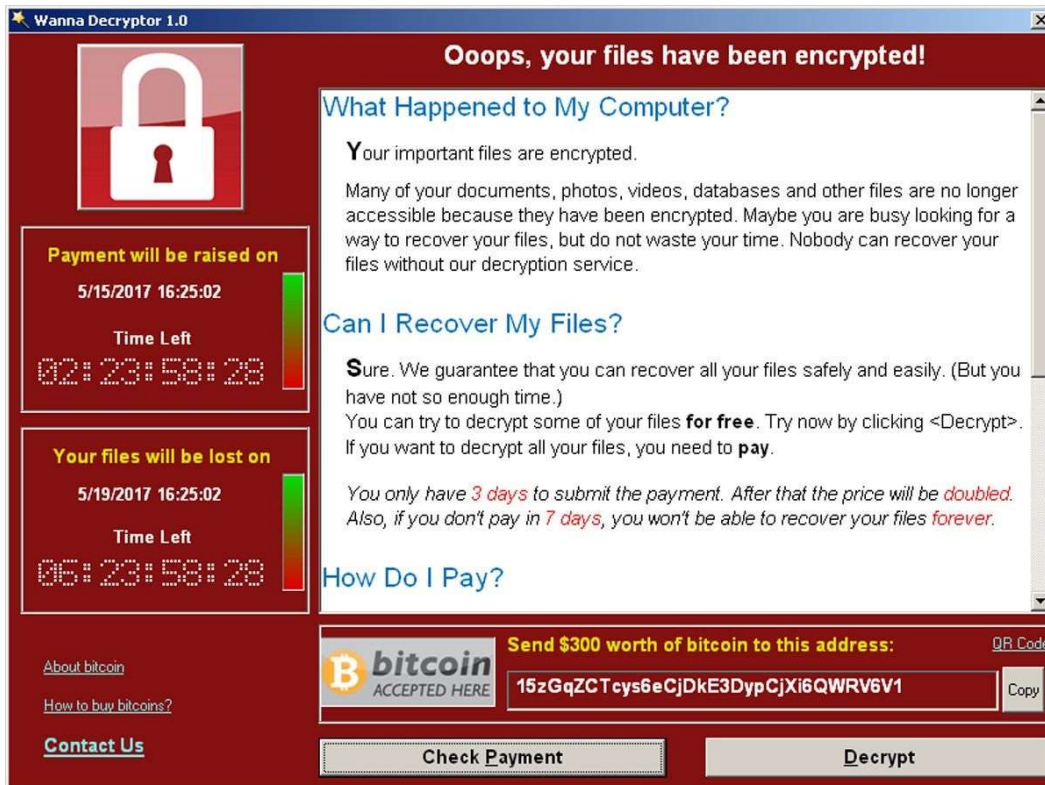 Wanna Decryptor 1.0
Ooops, your files have been encrypted!
Payment will be raised on
5/15/2017 16:25:02
Time Left
02:23:58:28
Your files will be lost on
5/19/2017 16:25:02
Time Left
06:23:58:28
About bitcoin
How to buy bitcoins?
Contact Us
What Happened to My Computer?
Your important files are encrypted.
Many of your documents, photos, videos, databases and other files are no longer
accessible because they have been encrypted. Maybe you are busy looking for a
way to recover your files, but do not waste your time. Nobody can recover your
files without our decryption service.
Can I Recover My Files?
Sure. We guarantee that you can recover all your files safely and easily. (But you
have not so enough time.)
You can try to decrypt some of your files for free. Try now by clicking <Decrypt>.
If you want to decrypt all your files, you need to pay.
You only have 3 days to submit the payment. After that the price will be doubled.
Also, if you don't pay in 7 days, you won't be able to recover your files forever.
How Do I Pay?
bitcoin
ACCEPTED HERE
Send $300 worth of bitcoin to this address:
QR Code
15zGqZCTcys6eCjDkE3DypCjXi6QWRV6V1
Copy
Check Payment
Decrypt